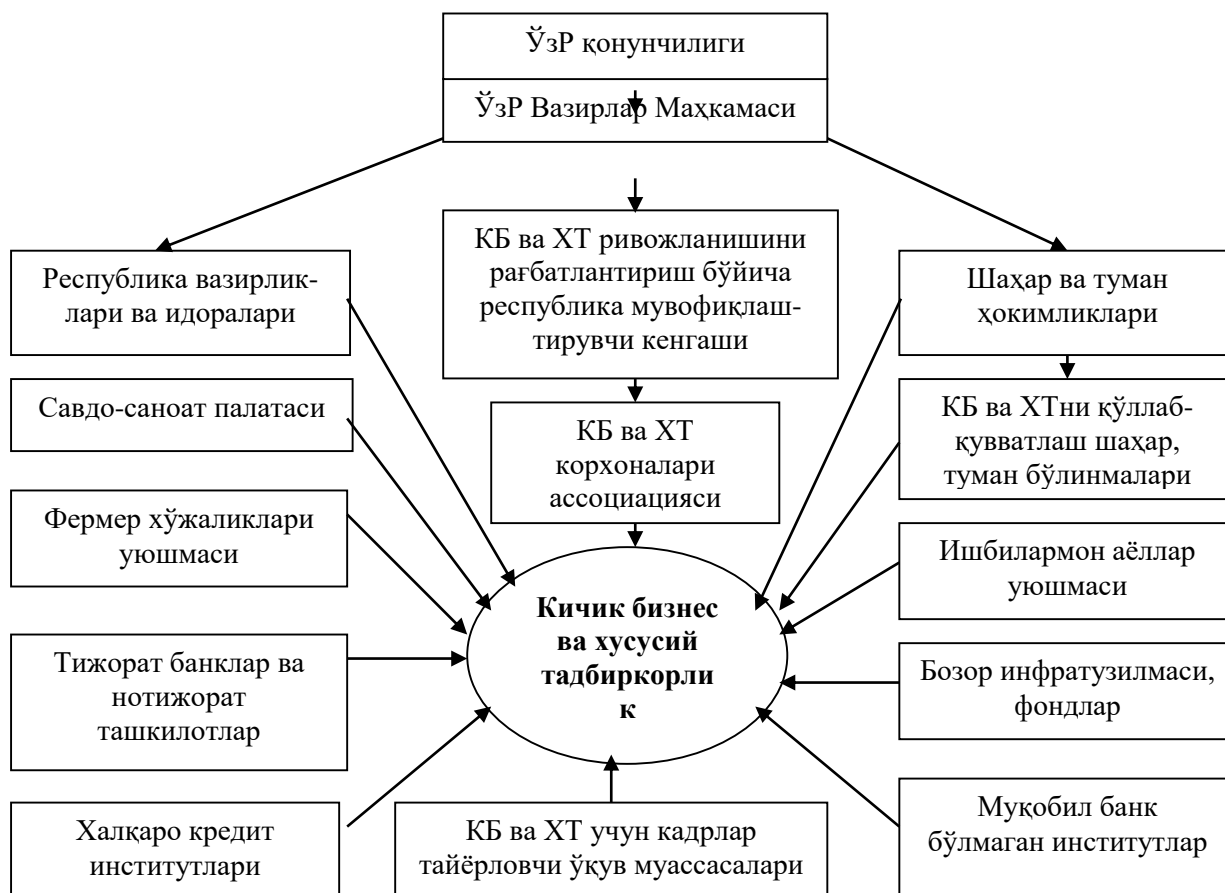 ЎзР қонунчилиги
ЎзР Вазирлар Маҳкамаси
Республика вазирлик-
лари ва идоралари
КБ ва ХТ ривожланишини
рағбатлантириш бўйича
республика мувофиқлаш-
тирувчи кенгаши
Шаҳар ва туман
ҳокимликлари
Савдо-саноат палатаси
КБ ва ХТ
корхоналари
ассоциацияси
КБ ва ХТни қўллаб-
қувватлаш шаҳар,
туман бўлинмалари
Фермер хўжаликлари
уюшмаси
Ишбилармон аёллар
уюшмаси
Кичик бизнес
ва хусусий
тадбиркорли
к
Тижорат банклар ва
нотижорат
ташкилотлар
Бозор инфратузилмаси,
фондлар
Халқаро кредит
институтлари
КБ ва ХТ учун кадрлар
тайёрловчи ўқув муассасалари
Муқобил банк
бўлмаган институтлар